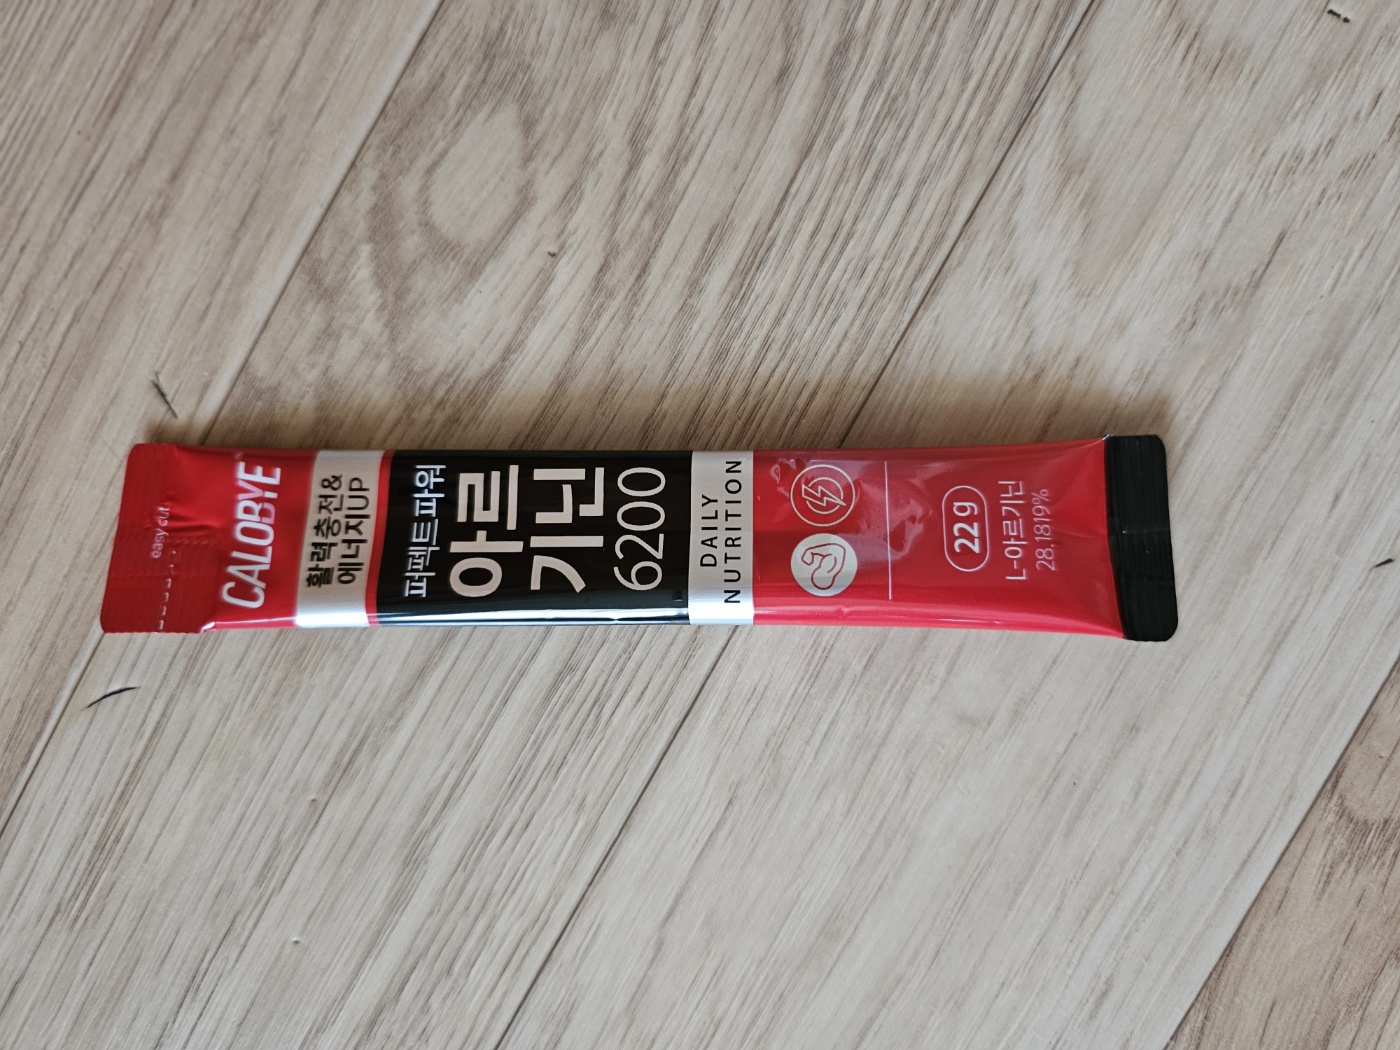 easy cut
CALOBYE
활력충전&
에너지UP
퍼펙트파워
아르
기닌
6200
DAILY
NUTRITION
22g
L-아르기닌
28.1819%